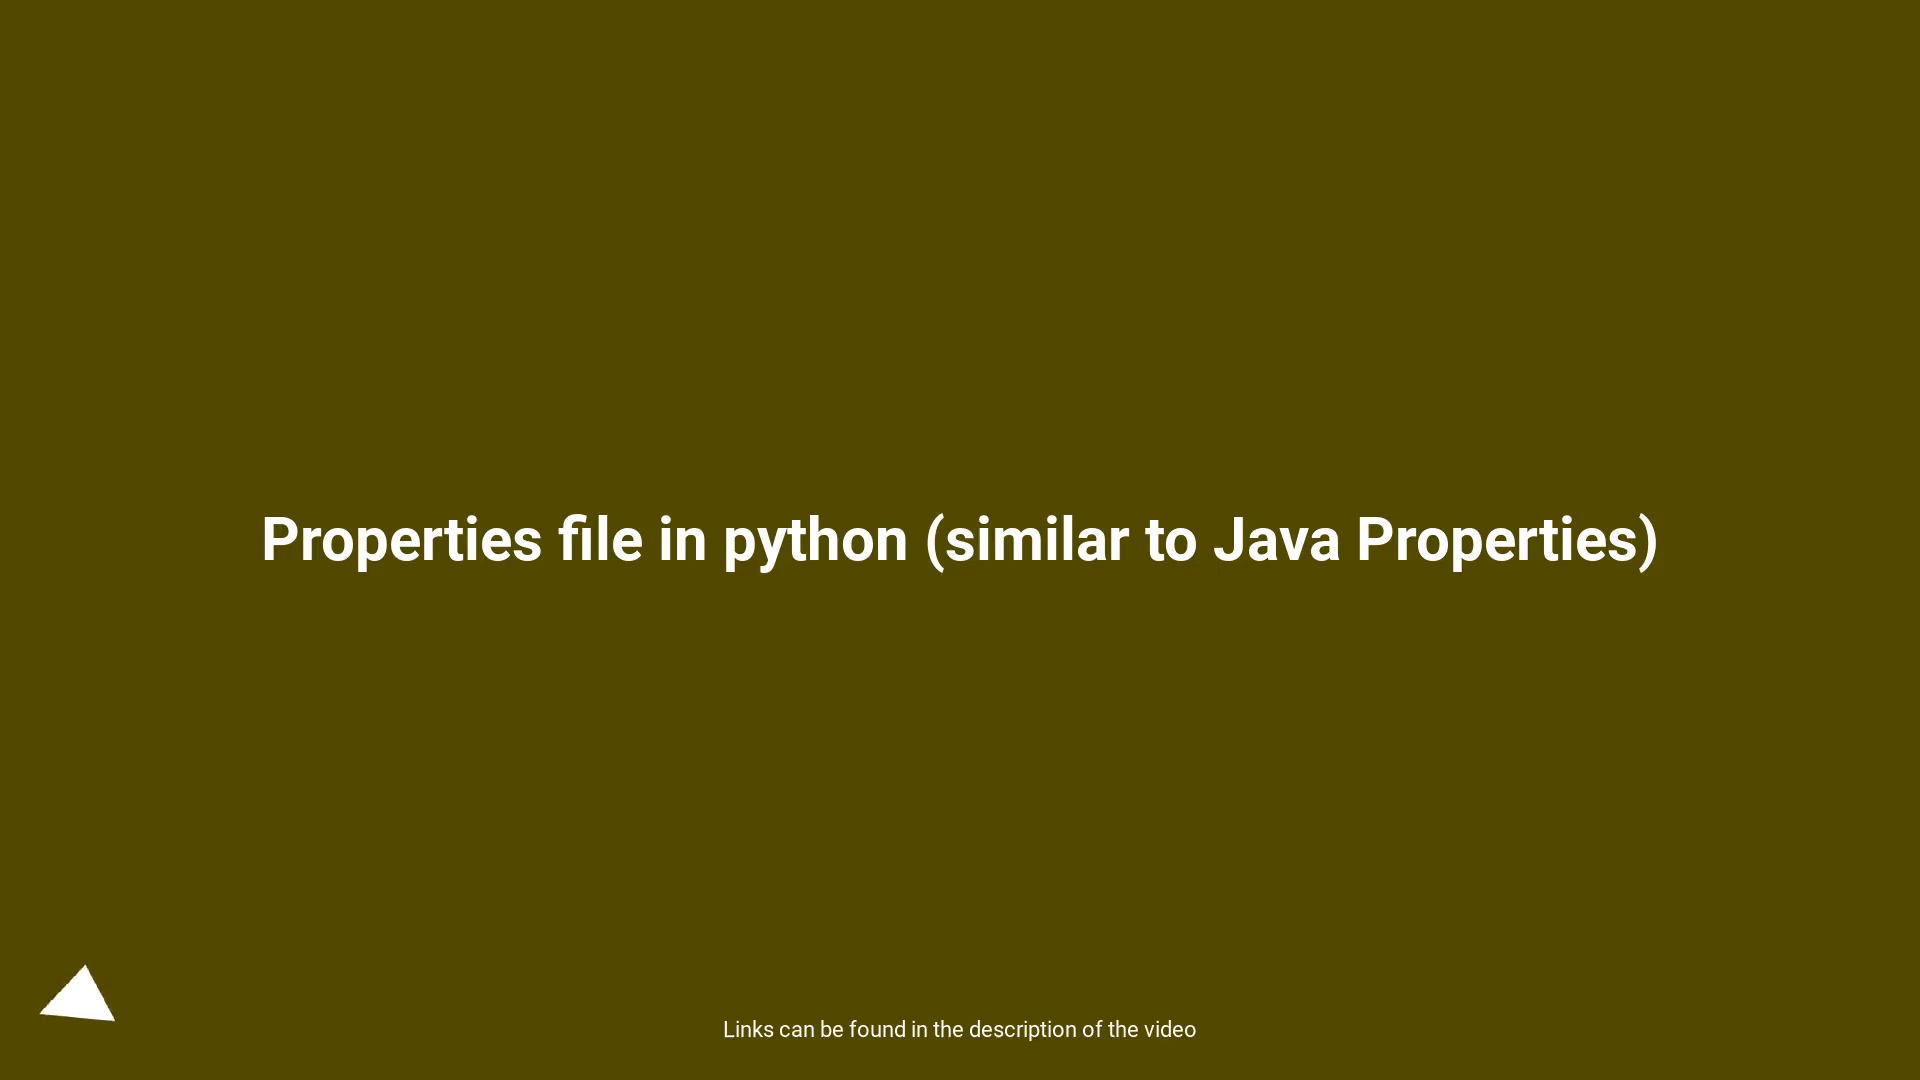 Properties file in python (similar to Java Properties)
Links can be found in the description of the video